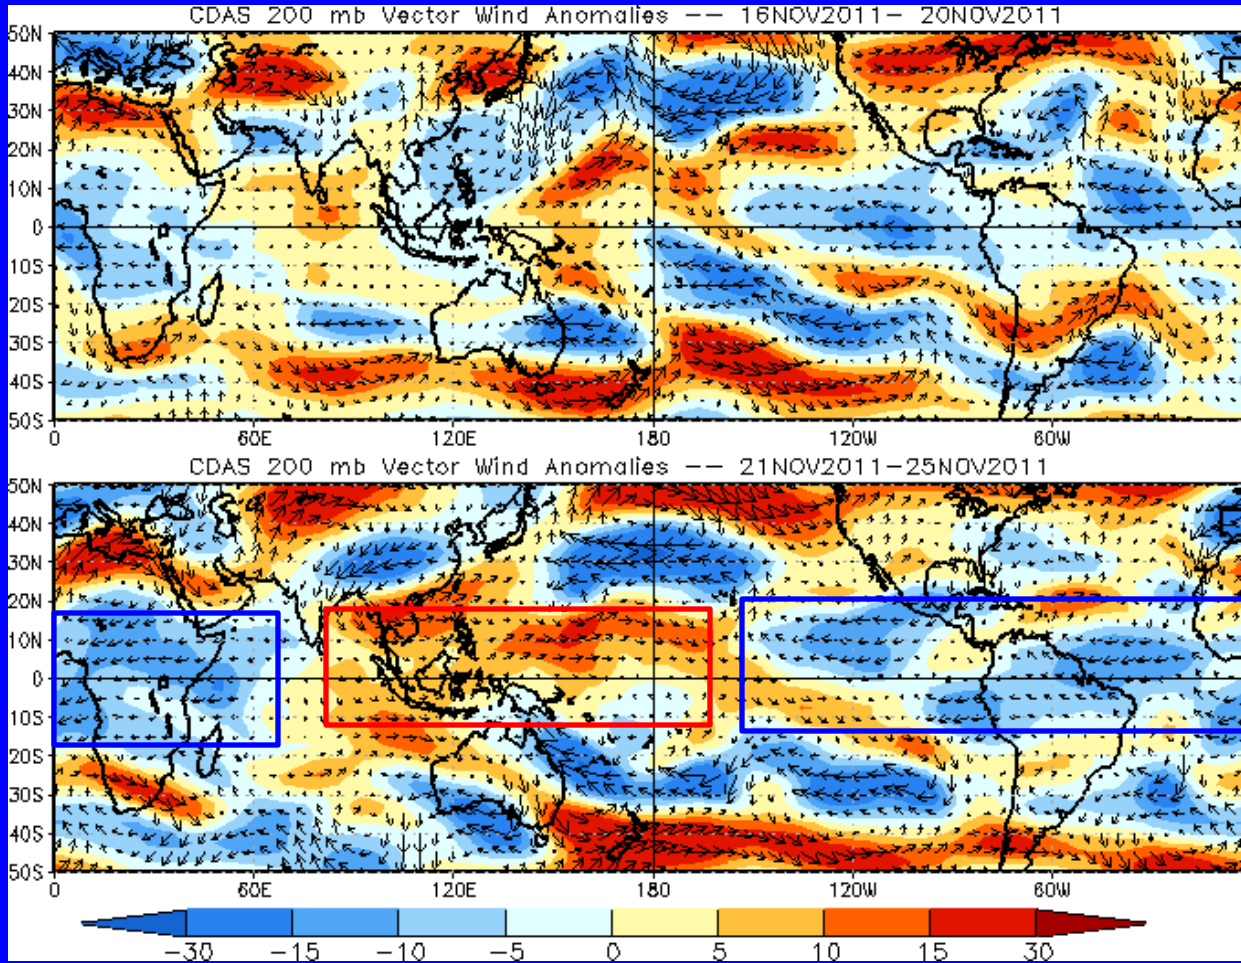 CDAS 200 mb Vector Wind Anomalies -- 16NOV2011- 20NOV2011
50N
40N
30N
20N
10N
0
10S
20S
30S
40S
50S
0 60E 120E 180 120W 60W
CDAS 200 mb Vector Wind Anomalies -- 21NOV2011-25NOV2011
50N
40N
30N
20N
10N
0
10S
20S
30S
40S
50S
0 60E 120E 180 120W 60W
-30 -15 -10 -5 0 5 10 15 30